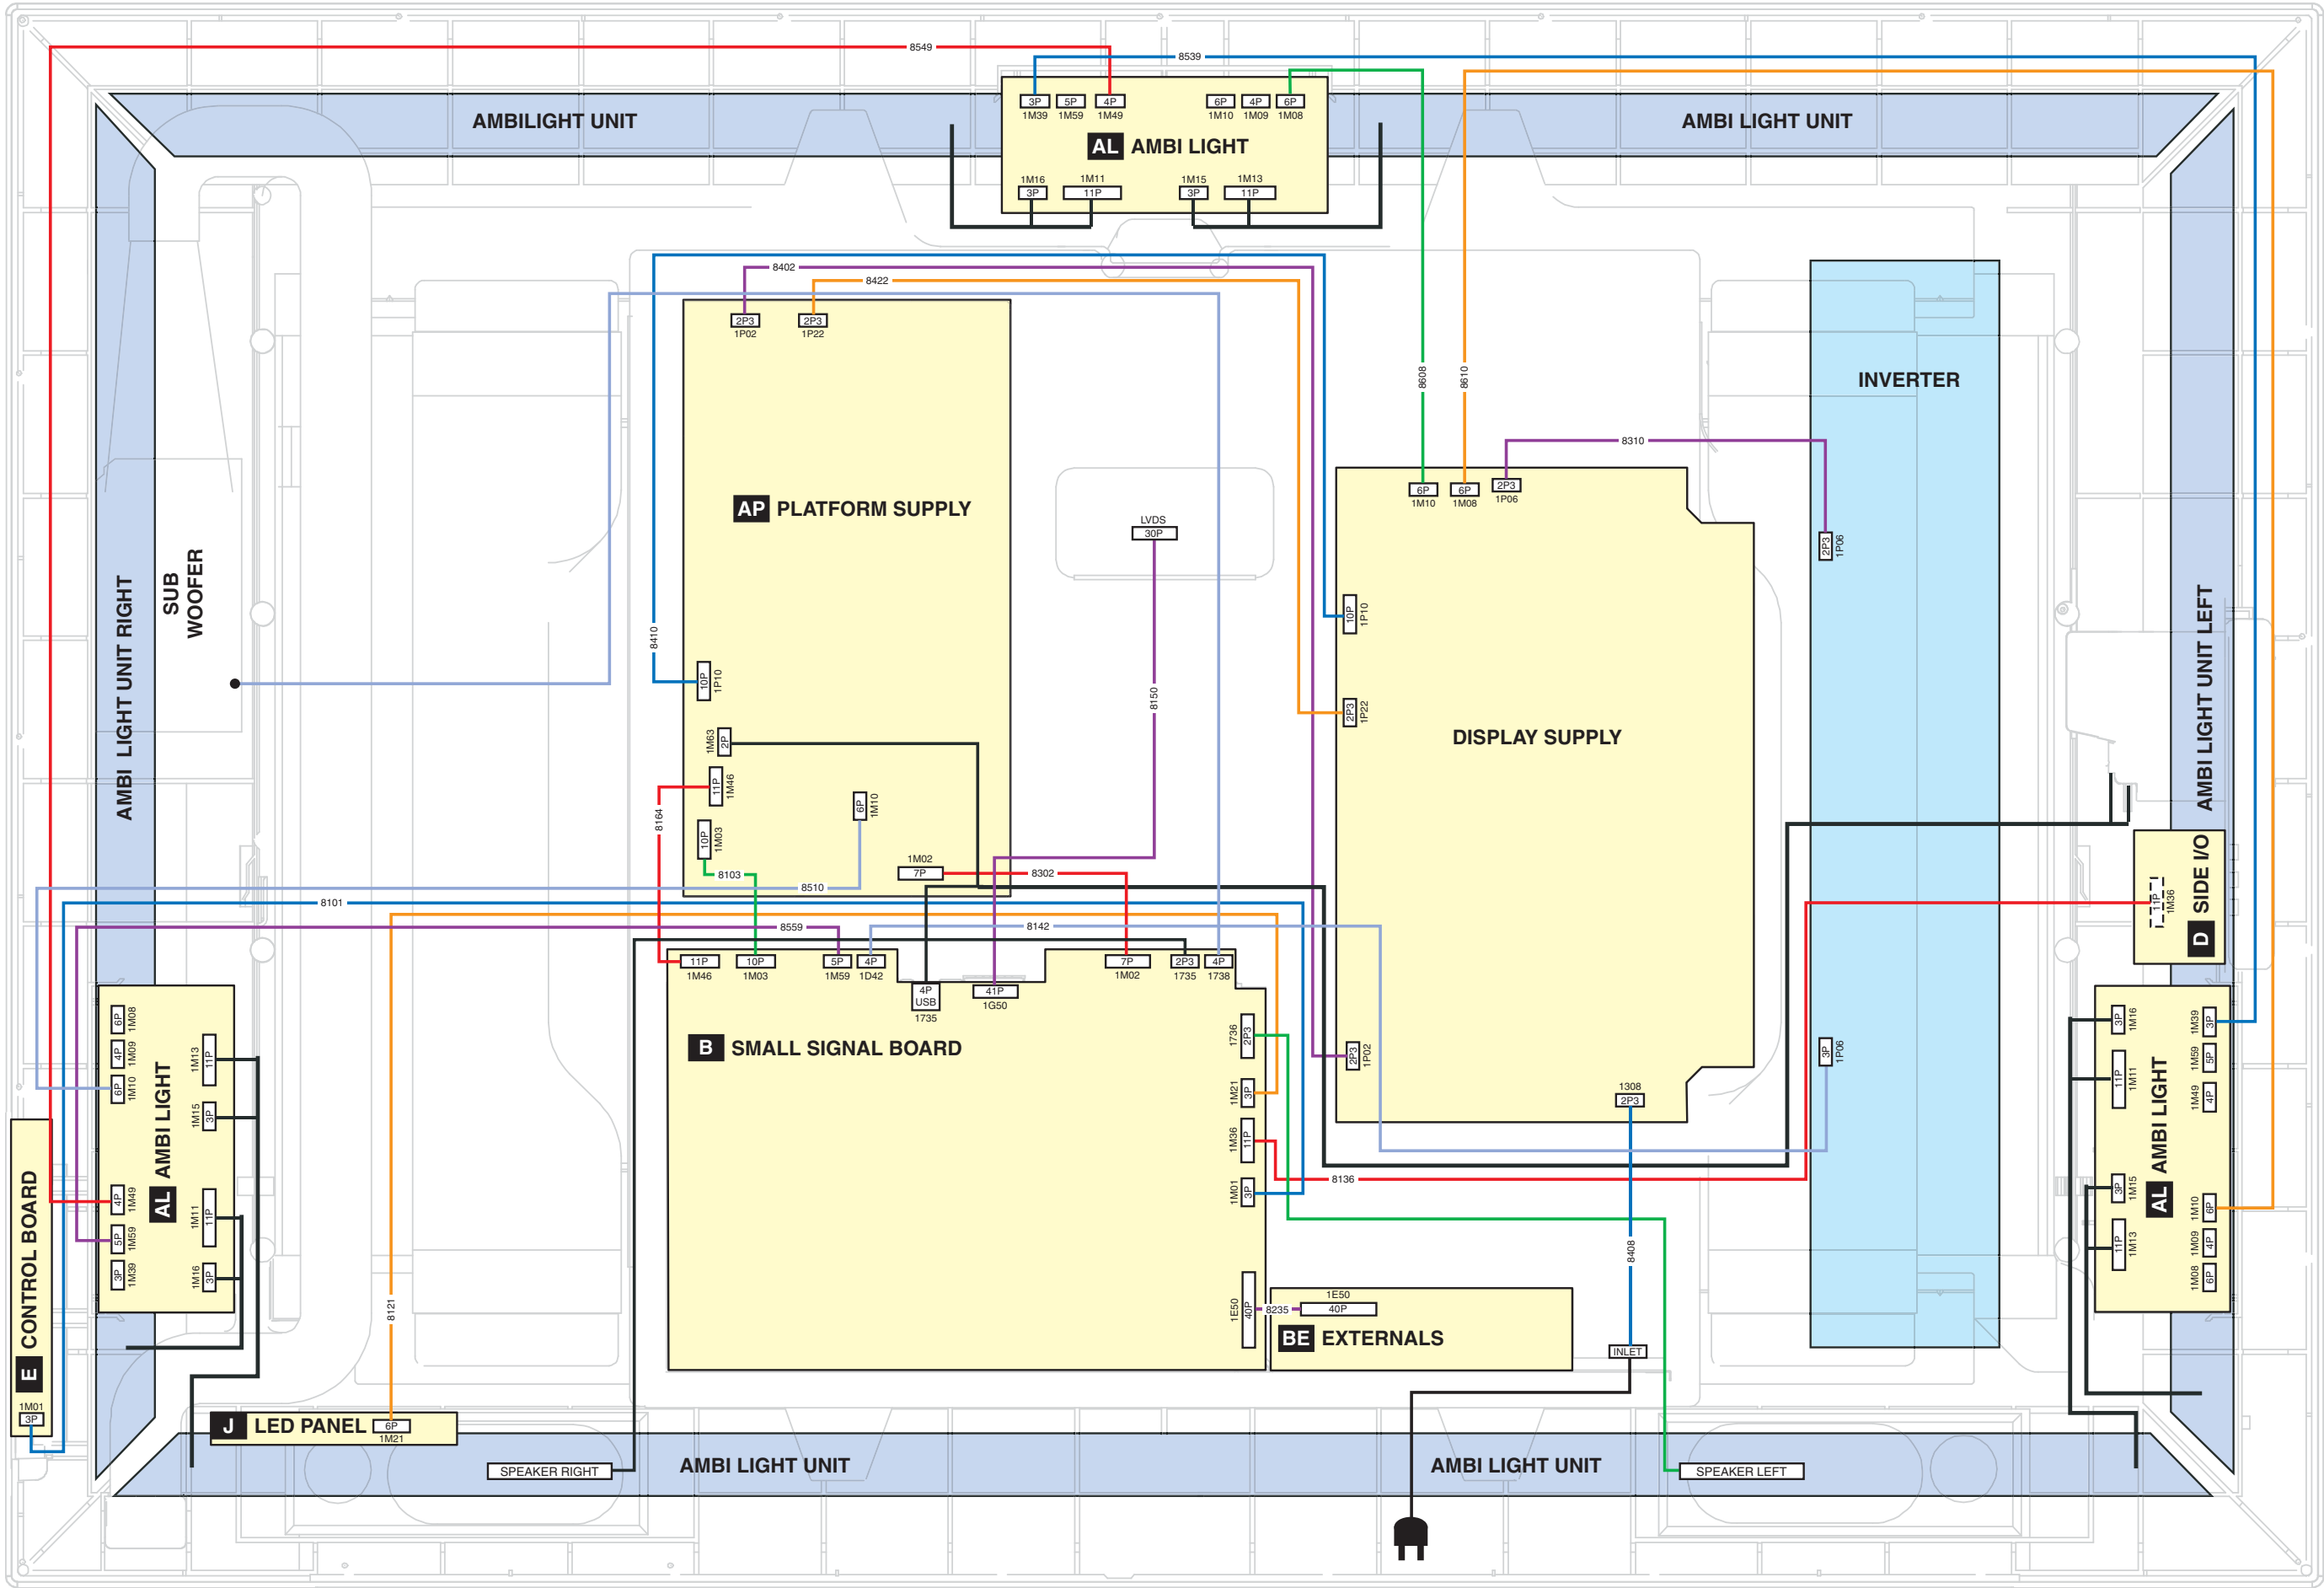 8549
8539
3P
5P
4P
6P
4P
6P
1M39
1M59
1M49
1M10
1M09
1M08
AMBILIGHT UNIT
AL AMBI LIGHT
AMBI LIGHT UNIT
1M16
1M11
1M15
1M13
3P
11P
3P
11P
8402
8422
2P3
1P02
2P3
1P22
8608
8610
INVERTER
8310
6P
1M10
6P
1M08
2P3
1P06
AP PLATFORM SUPPLY
LVDS
30P
2P3
1P06
SUB
WOOFER
AMBI LIGHT UNIT RIGHT
AMBI LIGHT UNIT LEFT
8410
10P
1P10
10P
1P10
8150
2P3
1P22
DISPLAY SUPPLY
1M63
2P
11P
1M46
8164
6P
1M10
10P
1M03
1M02
7P
8302
8103
8510
8101
8559
8142
11P
1M46
10P
1M03
5P
1M59
4P
1D42
4P
USB
1735
41P
1G50
7P
1M02
2P3
1735
4P
1738
B SMALL SIGNAL BOARD
1736
2P3
1M21
3P
1M36
11P
1M01
3P
1E50
40P
2P3
1P02
1308
2P3
3P
1P06
8136
8408
8235
1E50
40P
BE EXTERNALS
INLET
D SIDE I/O
11P
1M36
6P
1M08
4P
1M09
6P
1M10
1M13
11P
1M15
3P
AL AMBI LIGHT
4P
1M49
5P
1M59
3P
1M39
1M11
11P
1M16
3P
3P
1M16
11P
1M11
3P
1M15
11P
1M13
AL AMBI LIGHT
1M39
3P
1M59
5P
1M49
4P
1M10
6P
1M09
4P
1M08
6P
E CONTROL BOARD
1M01
3P
8121
J LED PANEL
6P
1M21
SPEAKER RIGHT
AMBI LIGHT UNIT
AMBI LIGHT UNIT
SPEAKER LEFT